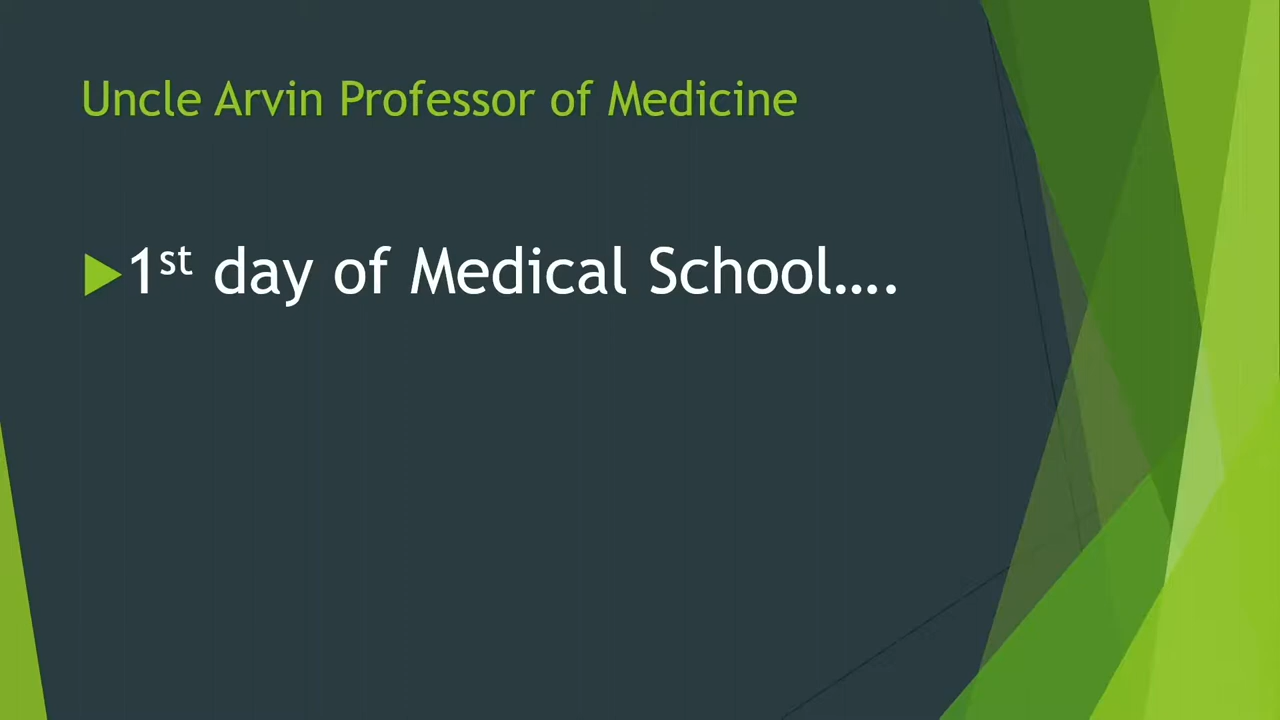 Uncle Arvin Professor of Medicine
1st day of Medical School….